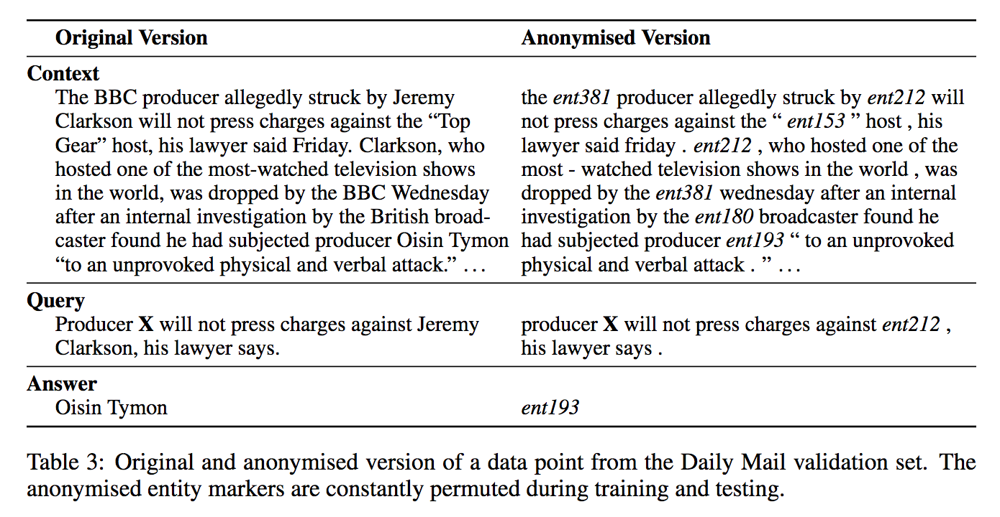 Original Version
Anonymised Version
Context
The BBC producer allegedly struck by Jeremy
Clarkson will not press charges against the “Top
Gear” host, his lawyer said Friday. Clarkson, who
hosted one of the most-watched television shows
in the world, was dropped by the BBC Wednesday
after an internal investigation by the British broad-
caster found he had subjected producer Oisin Tymon
“to an unprovoked physical and verbal attack.” . . .
the ent381 producer allegedly struck by ent212 will
not press charges against the “ ent153 ” host , his
lawyer said friday . ent212 , who hosted one of the
most - watched television shows in the world , was
dropped by the ent381 wednesday after an internal
investigation by the ent180 broadcaster found he
had subjected producer ent193 “ to an unprovoked
physical and verbal attack . ” . . .
Query
Producer X will not press charges against Jeremy
Clarkson, his lawyer says.
producer X will not press charges against ent212 ,
his lawyer says .
Answer
Oisin Tymon
ent193
Table 3: Original and anonymised version of a data point from the Daily Mail validation set. The
anonymised entity markers are constantly permuted during training and testing.